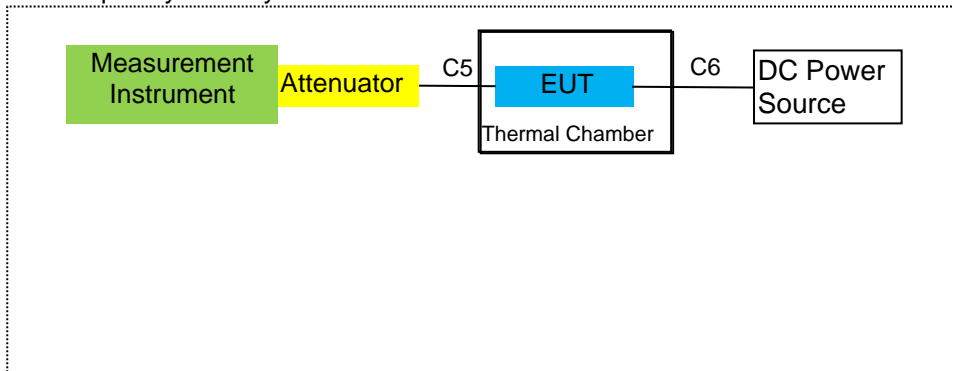 Measurement
Instrument
Attenuator
C5
EUT
Thermal Chamber
C6
DC Power
Source